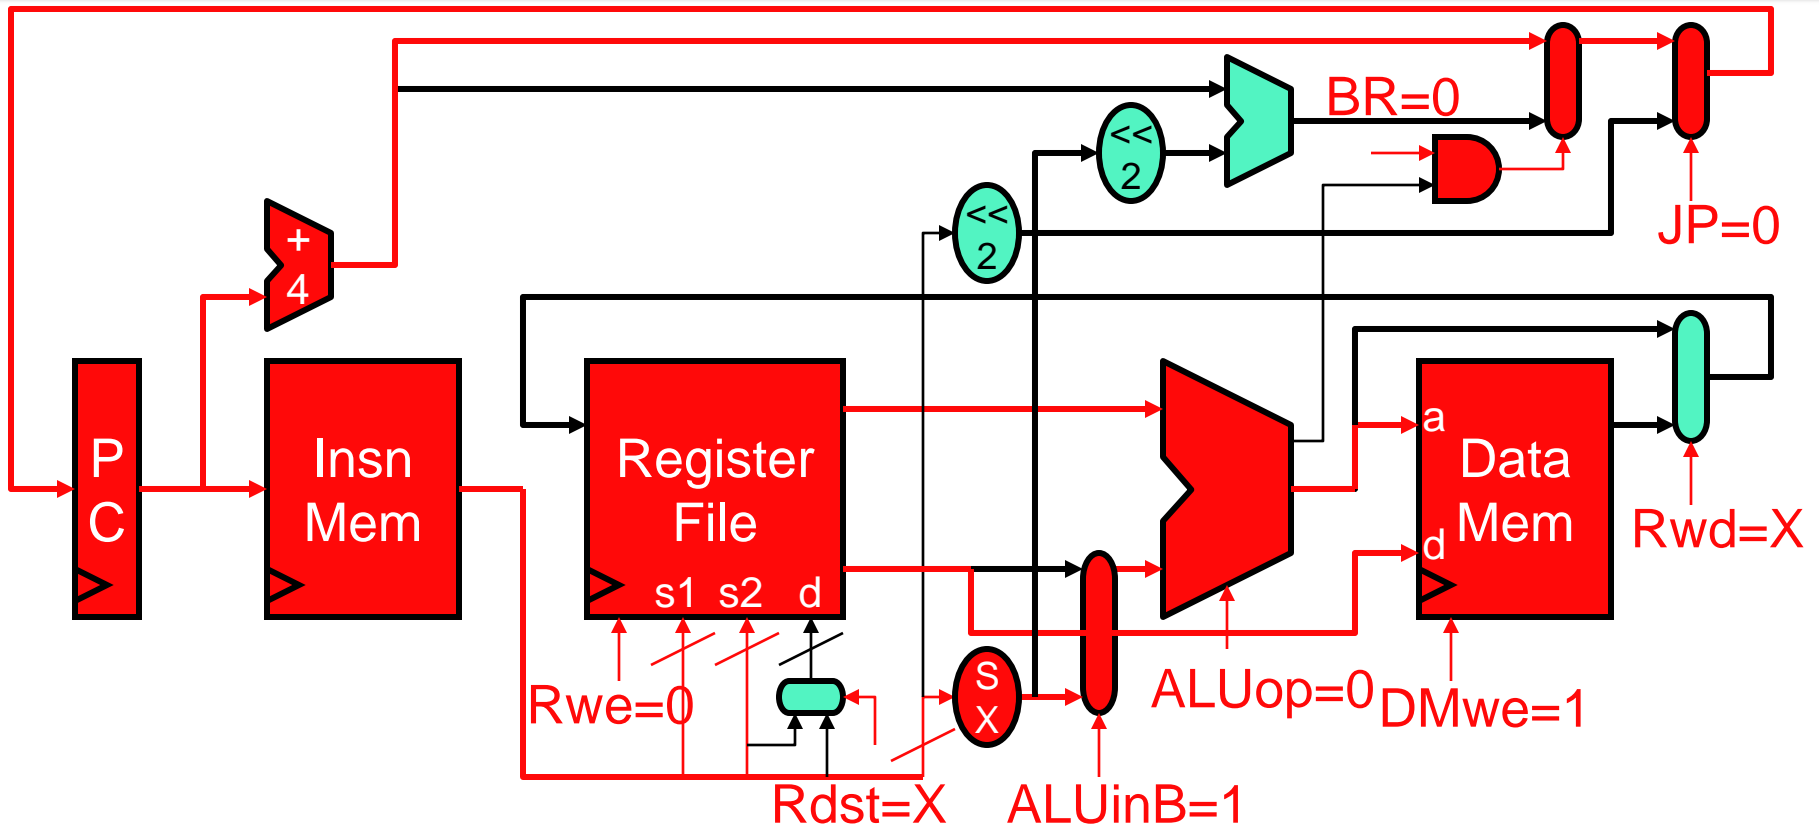 BR=0
<<
2
<<
2
JP=0
+
4
P
C
Insn
Mem
Register
File
s1 s2 d
a
d
Data
Mem
Rwd=X
Rwe=0
S
X
ALUop=0
DMwe=1
Rdst=X
ALUinB=1